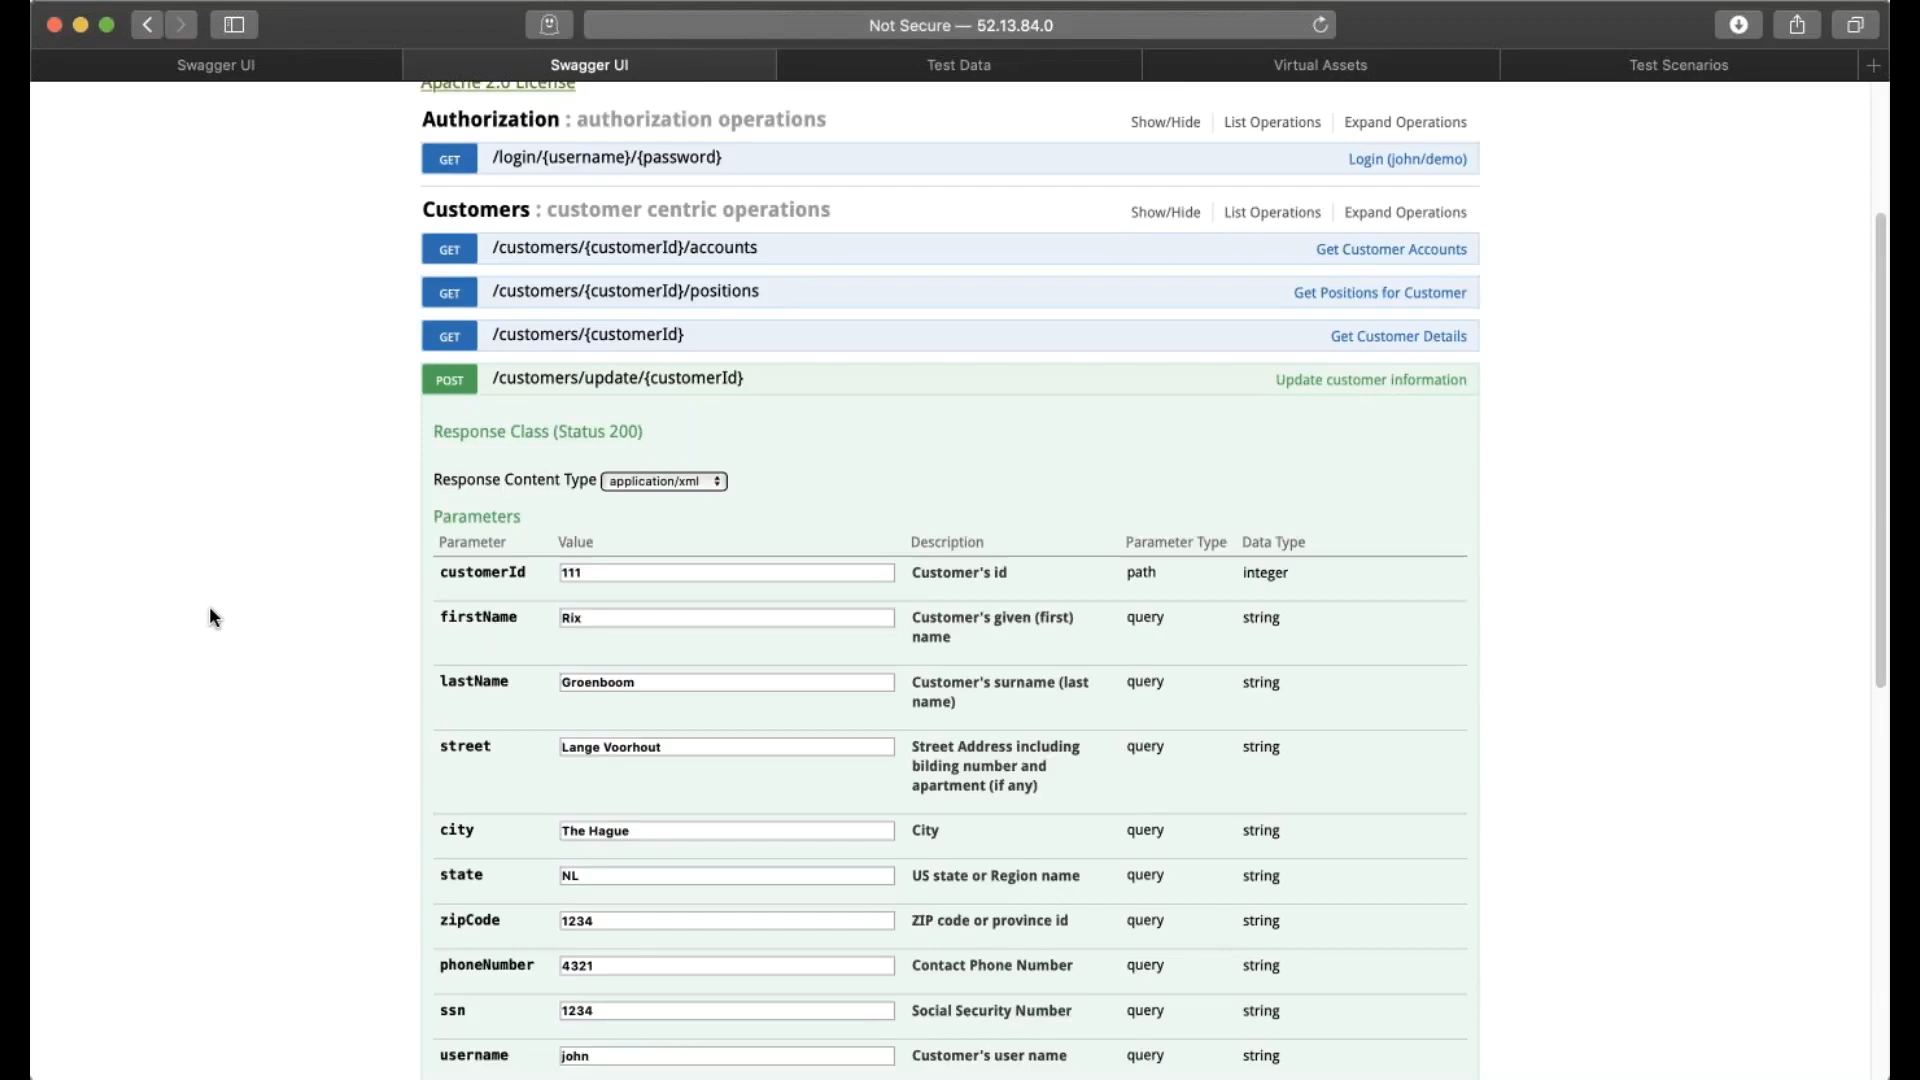 Not Secure — 52.13.84.0
Swagger UI
Swagger UI
Test Data
Virtual Assets
Test Scenarios
Apache 2.0 License
Authorization : authorization operations
Show/Hide
List Operations
Expand Operations
GET
/login/{username}/{password}
Login (john/demo)
Customers : customer centric operations
Show/Hide
List Operations
Expand Operations
GET
/customers/{customerId}/accounts
Get Customer Accounts
GET
/customers/{customerId}/positions
Get Positions for Customer
GET
/customers/{customerId}
Get Customer Details
POST
/customers/update/{customerId}
Update customer information
Response Class (Status 200)
Response Content Type application/xml
Parameters
Parameter
Value
Description
Parameter Type
Data Type
customerId
111
Customer's id
path
integer
firstName
Rix
Customer's given (first)
name
query
string
lastName
Groenboom
Customer's surname (last
name)
query
string
street
Lange Voorhout
Street Address including
bilding number and
apartment (if any)
query
string
city
The Hague
City
query
string
state
NL
US state or Region name
query
string
zipCode
1234
ZIP code or province id
query
string
phoneNumber
4321
Contact Phone Number
query
string
ssn
1234
Social Security Number
query
string
username
john
Customer's user name
query
string